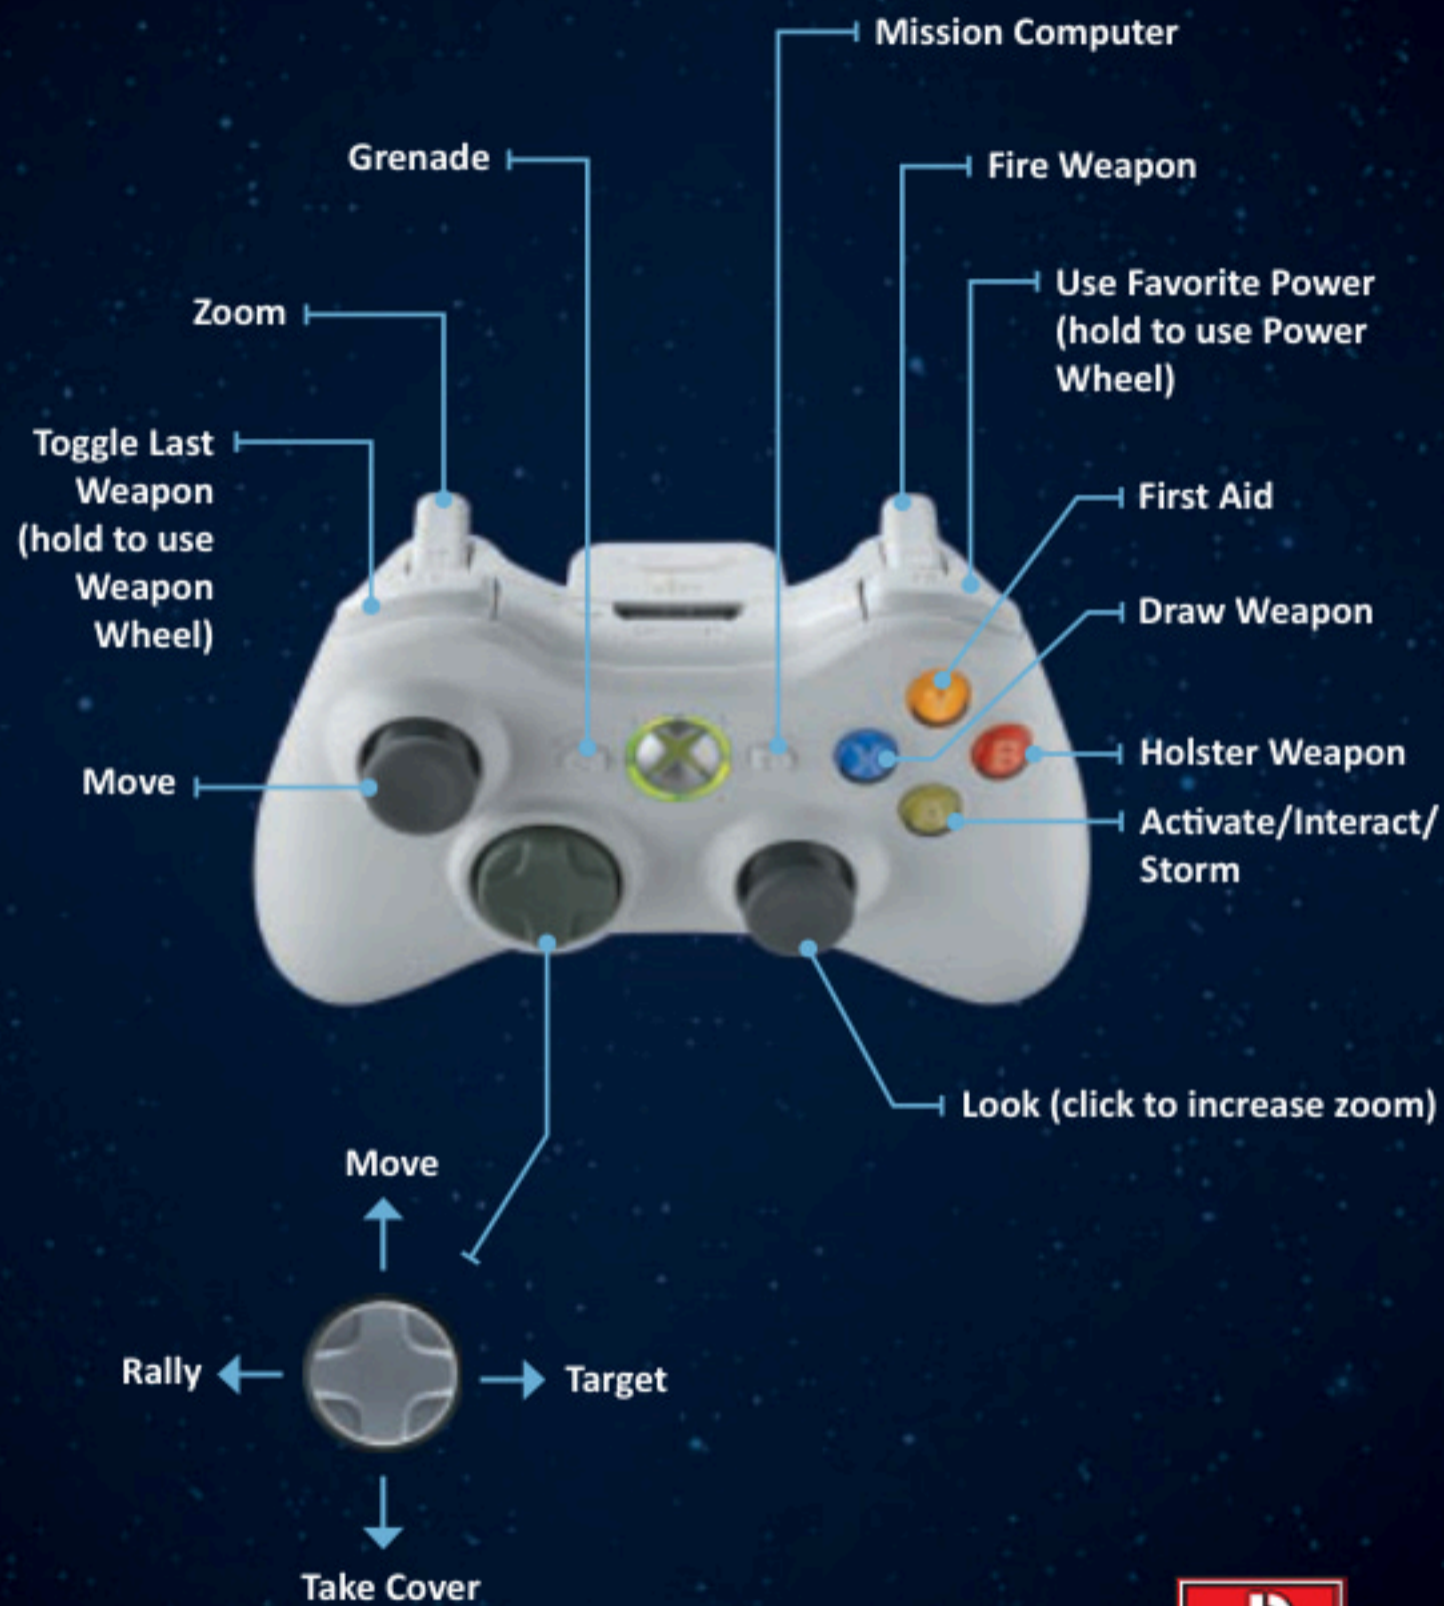 Mission Computer
Grenade
Fire Weapon
Use Favorite Power
(hold to use Power
Wheel)
Zoom
Toggle Last
Weapon
(hold to use
Weapon
Wheel)
First Aid
Draw Weapon
Y
X
B
Holster Weapon
Move
Activate/Interact/
Storm
Look (click to increase zoom)
Move
Rally
Target
Take Cover